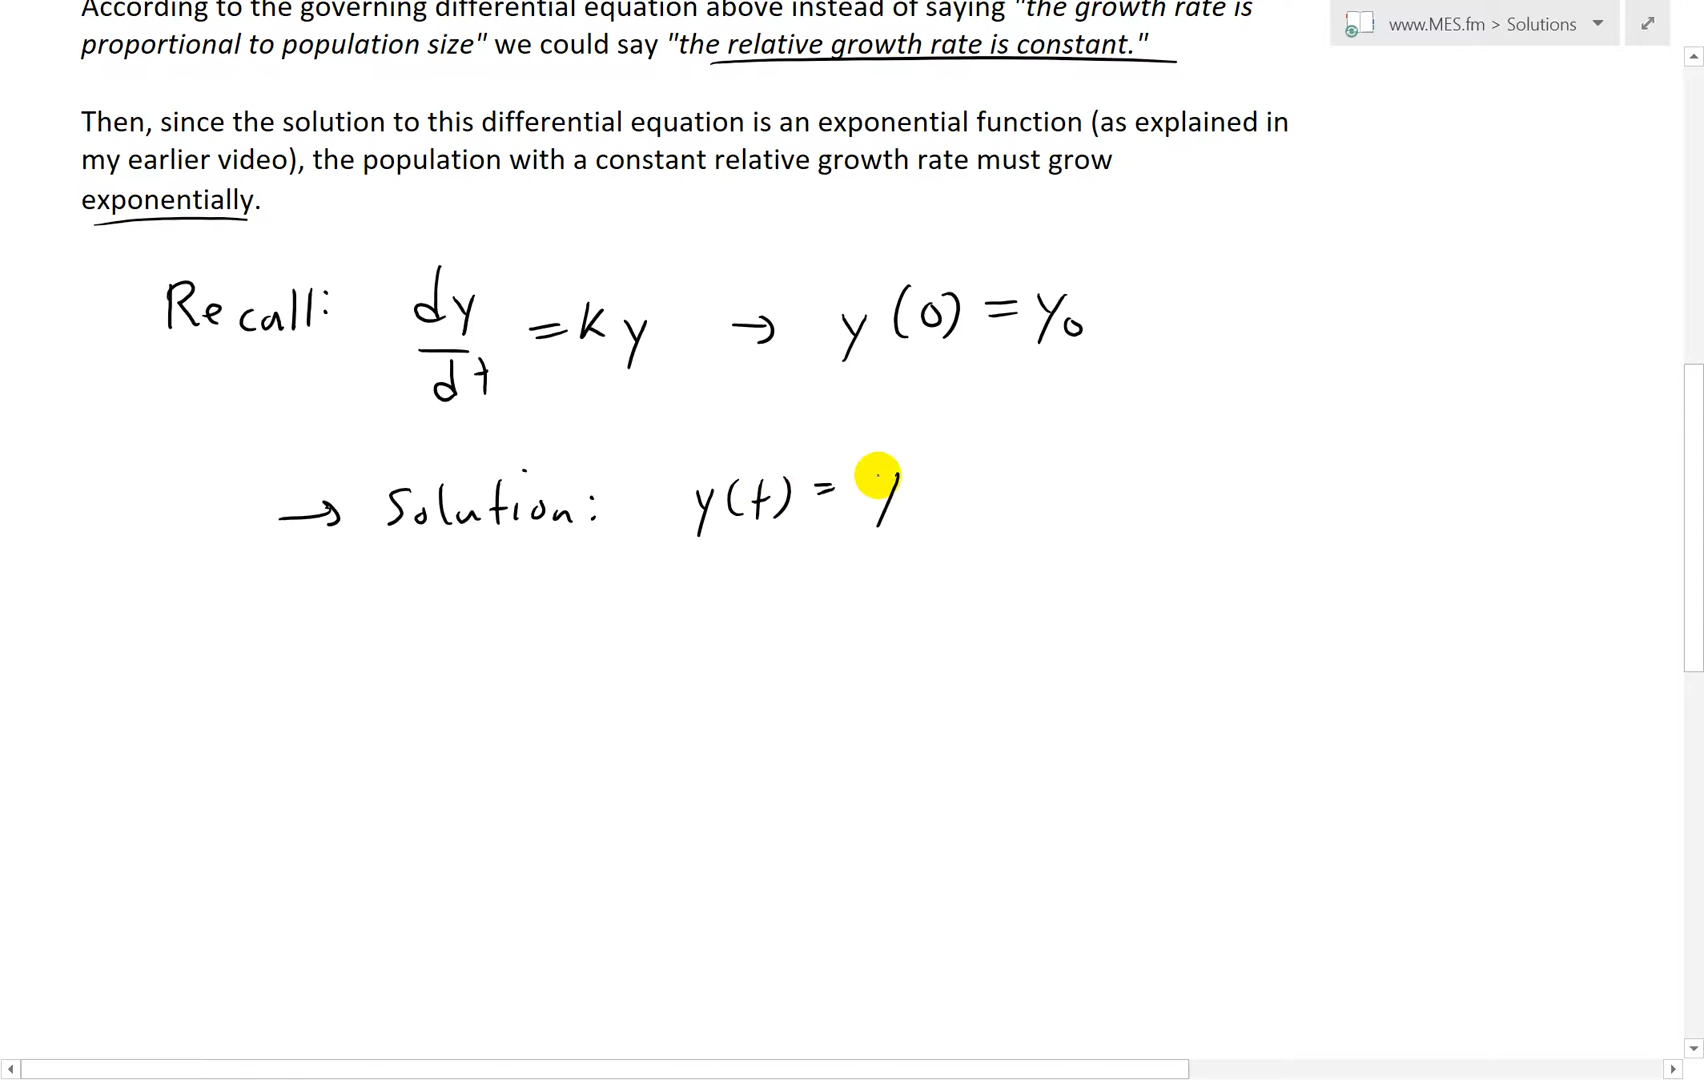 According to the governing differential equation above instead of saying "the growth rate is
proportional to population size" we could say "the relative growth rate is constant."
www.MES.fm > Solutions
Then, since the solution to this differential equation is an exponential function (as explained in
my earlier video), the population with a constant relative growth rate must grow
exponentially.
Recall: dy/dt = ky → y(0) = y₀
→ Solution: y(t) = y